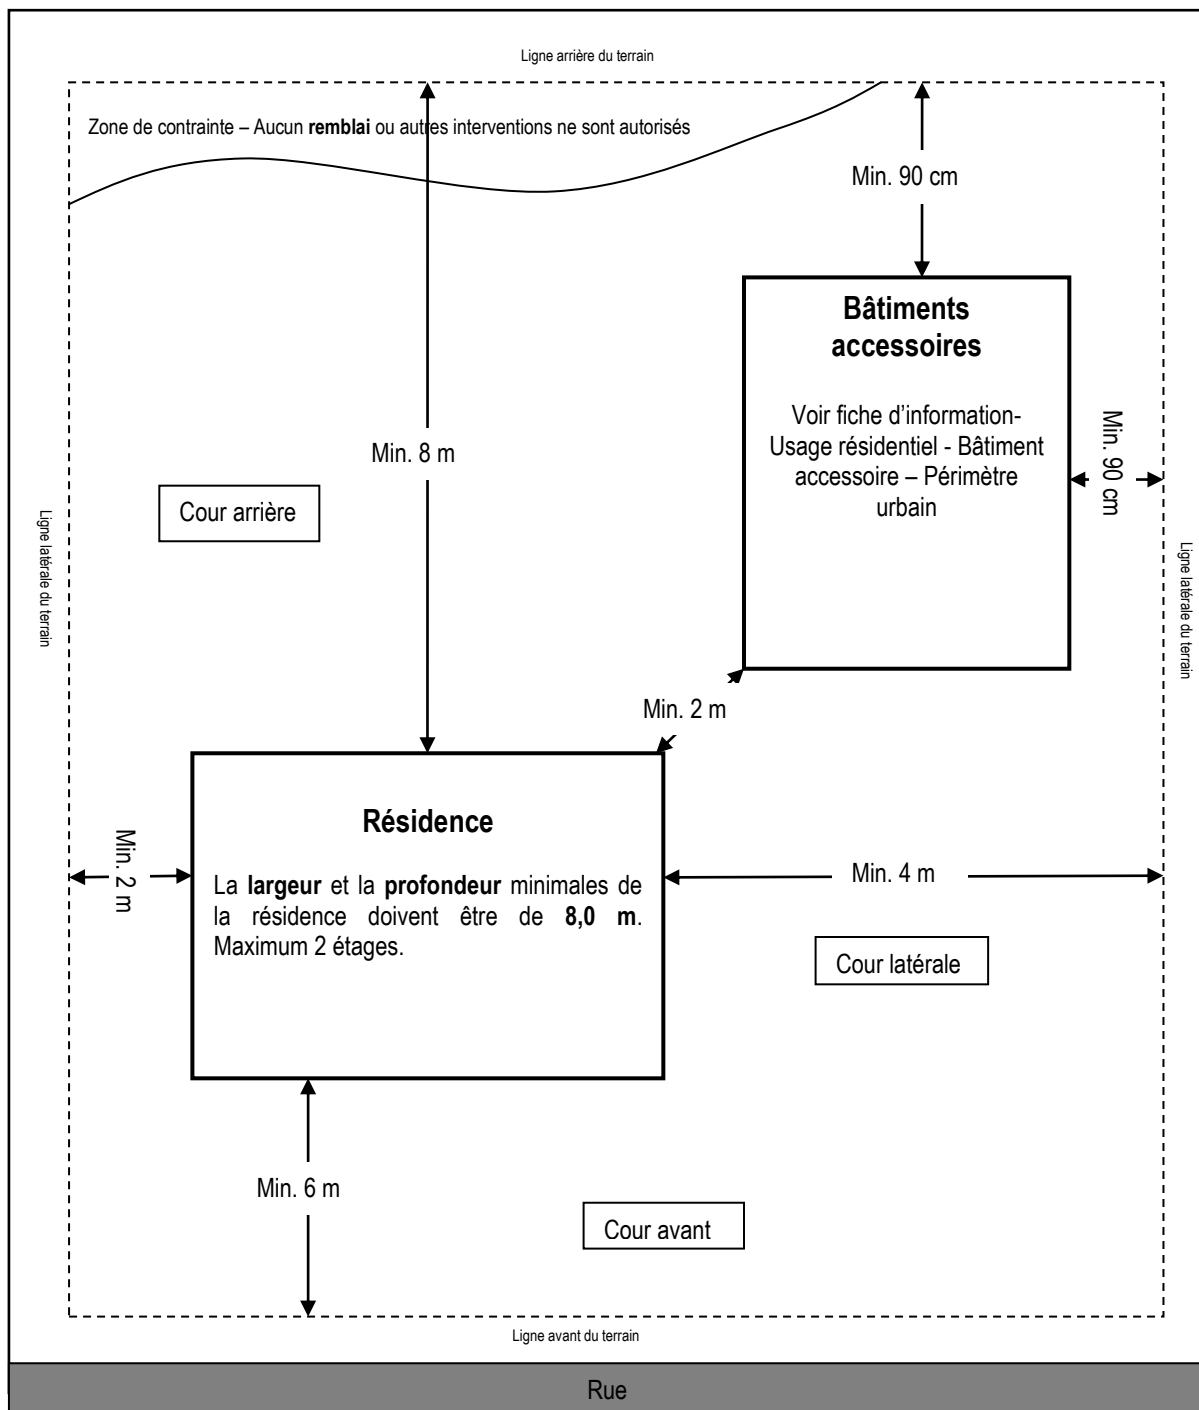 Ligne arrière du terrain
Zone de contrainte – Aucun remblai ou autres interventions ne sont autorisés
Min. 90 cm
Bâtiments
accessoires
Voir fiche d’information-
Usage résidentiel - Bâtiment
accessoire – Périmètre
urbain
Min. 90 cm
Min. 8 m
Cour arrière
Ligne latérale du terrain
Ligne latérale du terrain
Min. 2 m
Résidence
La largeur et la profondeur minimales de
la résidence doivent être de 8,0 m.
Maximum 2 étages.
Min. 2 m
Min. 4 m
Cour latérale
Min. 6 m
Cour avant
Ligne avant du terrain
Rue